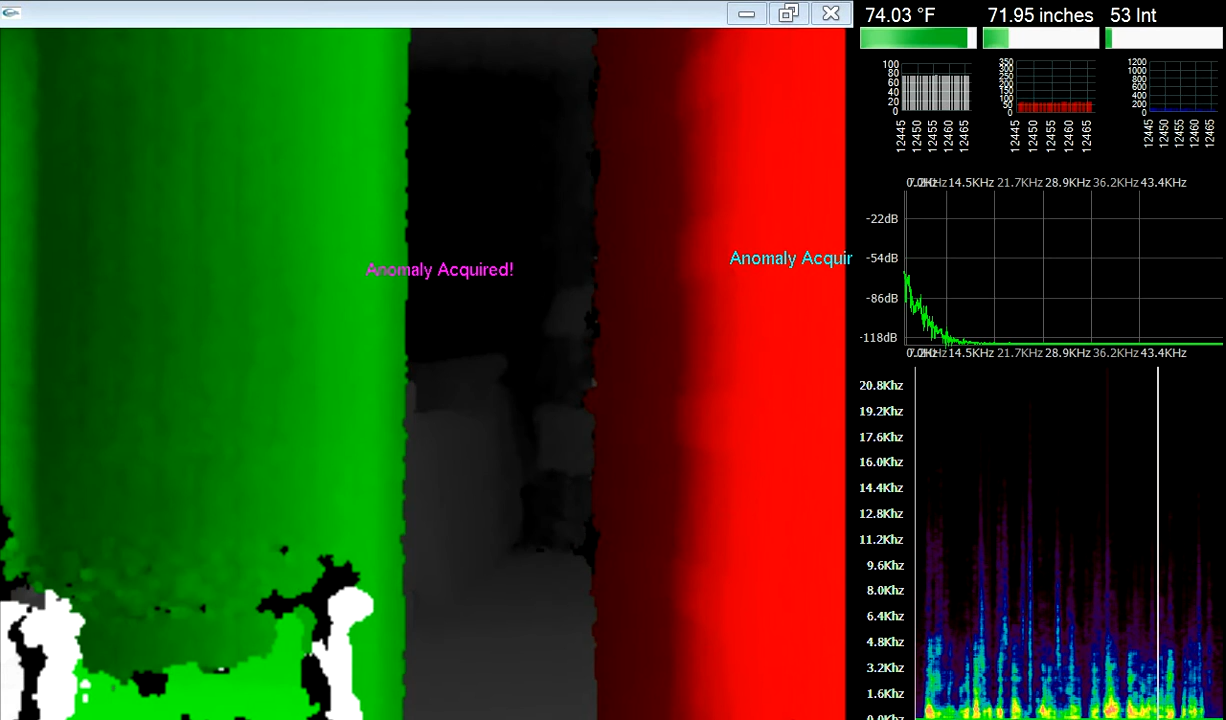 74.03 °F
71.95 inches
53 Int
100
80
60
40
20
0
12445
12450
12455
12460
12465
350
300
250
200
150
100
50
0
12445
12450
12455
12460
12465
1200
1000
800
600
400
200
0
12445
12450
12455
12460
12465
14.5KHz 21.7KHz 28.9KHz 36.2KHz 43.4KHz
-22dB
-54dB
-86dB
-118dB
14.5KHz 21.7KHz 28.9KHz 36.2KHz 43.4KHz
Anomaly Acquired!
Anomaly Acquir
20.8Khz
19.2Khz
17.6Khz
16.0Khz
14.4Khz
12.8Khz
11.2Khz
9.6Khz
8.0Khz
6.4Khz
4.8Khz
3.2Khz
1.6Khz
0.0Khz